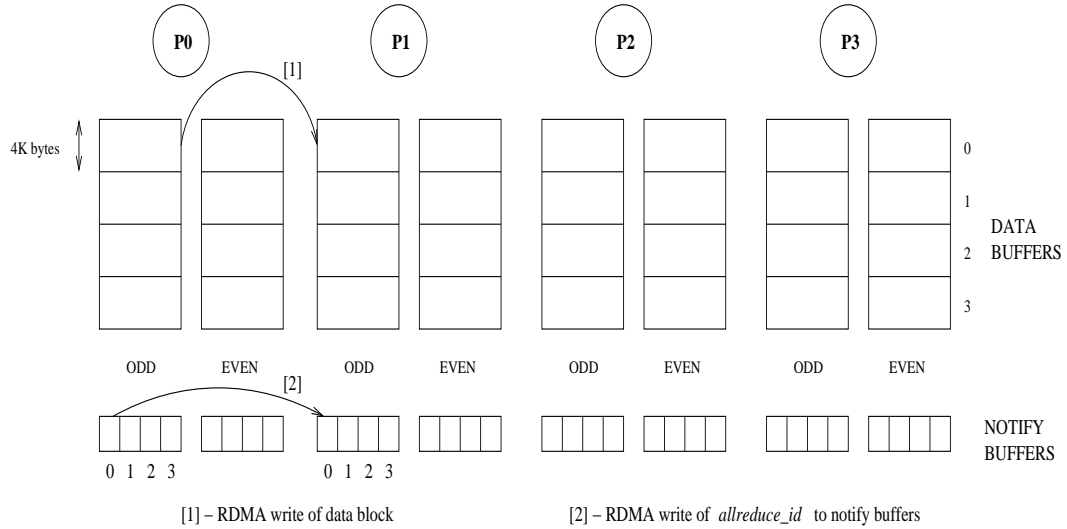 P0 P1 P2 P3
[1]
4K bytes
0
1
DATA
BUFFERS
2
3
ODD EVEN ODD EVEN ODD EVEN ODD EVEN
[2]
NOTIFY
BUFFERS
0 1 2 3 0 1 2 3
[1] – RDMA write of data block [2] – RDMA write of allreduce_id to notify buffers